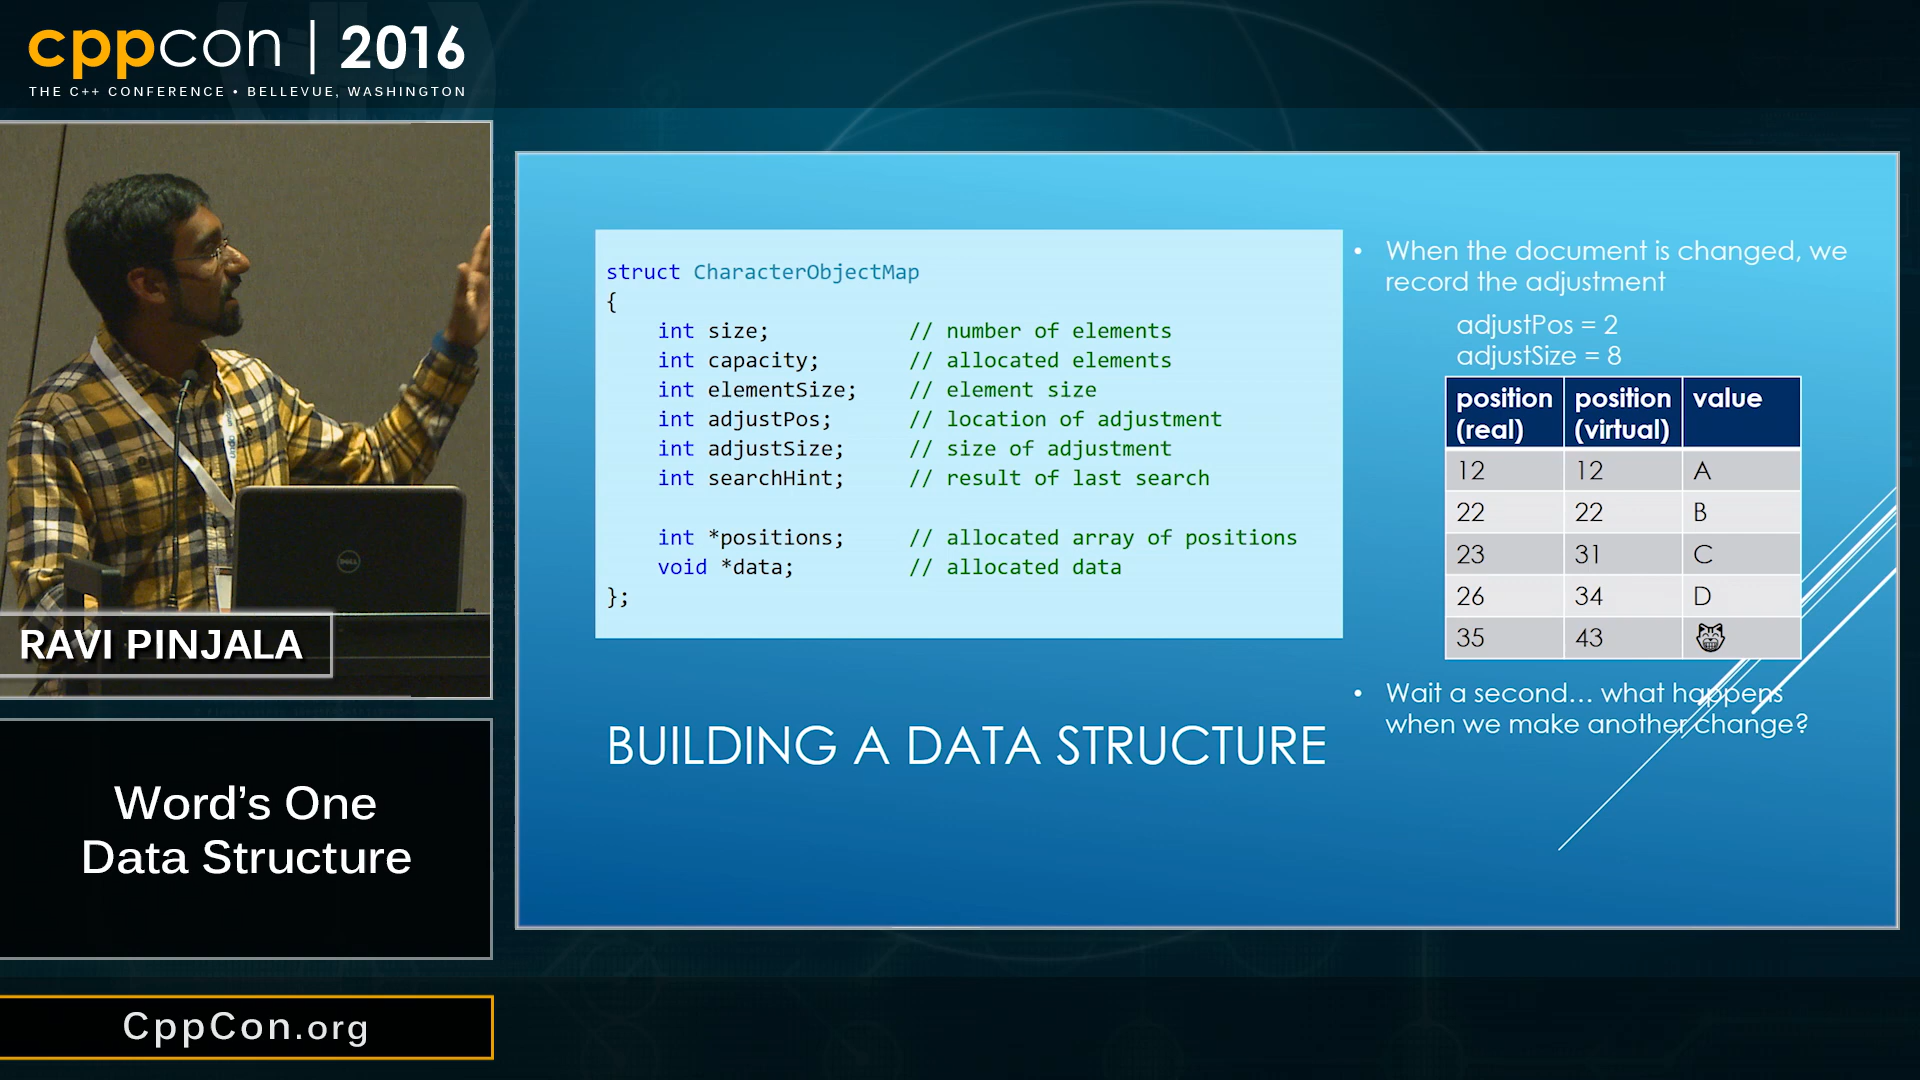 cppcon | 2016
THE C++ CONFERENCE • BELLEVUE, WASHINGTON
DELL
RAVI PINJALA
Word's One
Data Structure
CppCon.org
struct CharacterObjectMap
{
int size; // number of elements
int capacity; // allocated elements
int elementSize; // element size
int adjustPos; // location of adjustment
int adjustSize; // size of adjustment
int searchHint; // result of last search
int *positions; // allocated array of positions
void *data; // allocated data
};
BUILDING A DATA STRUCTURE
• When the document is changed, we
record the adjustment
adjustPos = 2
adjustSize = 8
position (real) position (virtual) value
12 12 A
22 22 B
23 31 C
26 34 D
35 43 😸
• Wait a second... what happens
when we make another change?